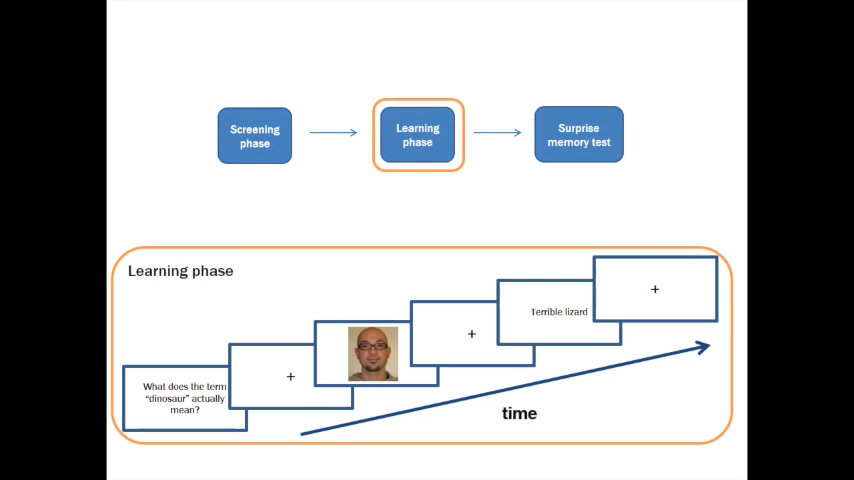 Screening
phase
Learning
phase
Surprise
memory test
Learning phase
What does the term
“dinosaur” actually
mean?
+
+
Terrible lizard
+
time